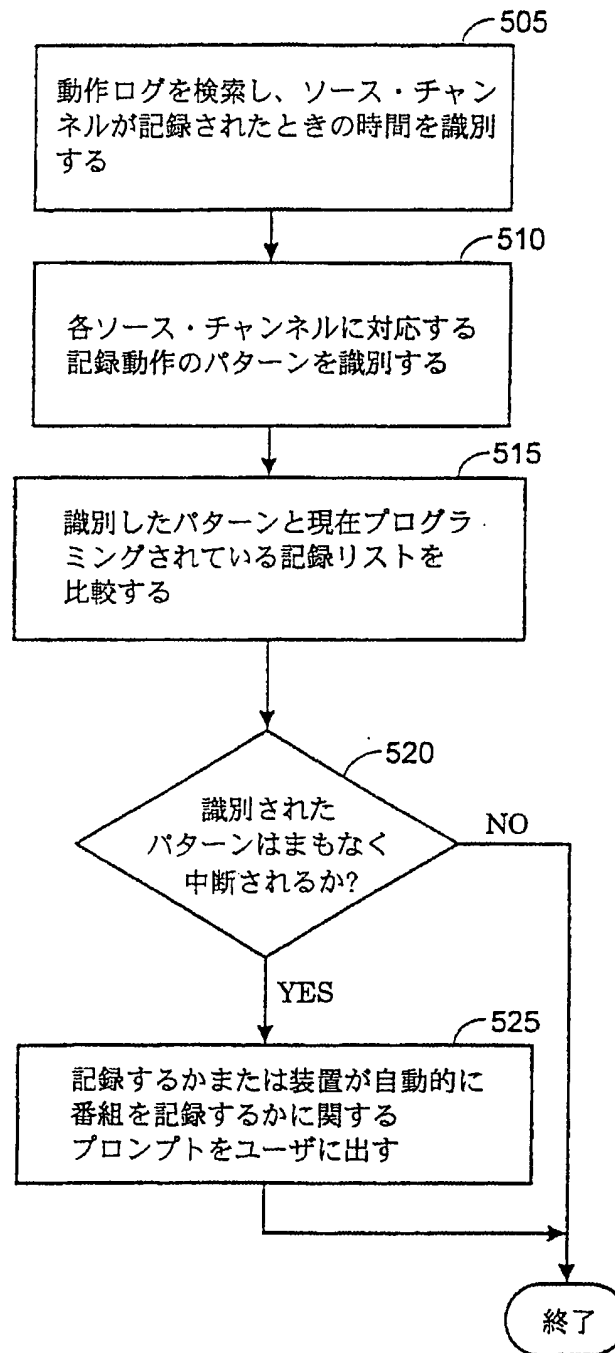 505
動作ログを検索し、ソース・チャン
ネルが記録されたときの時間を識別
する
510
各ソース・チャンネルに対応する
記録動作のパターンを識別する
515
識別したパターンと現在プログラ
ミングされている記録リストを
比較する
520
識別された
パターンはまもなく
中断されるか?
NO
YES
525
記録するかまたは装置が自動的に
番組を記録するかに関する
プロンプトをユーザに出す
終了